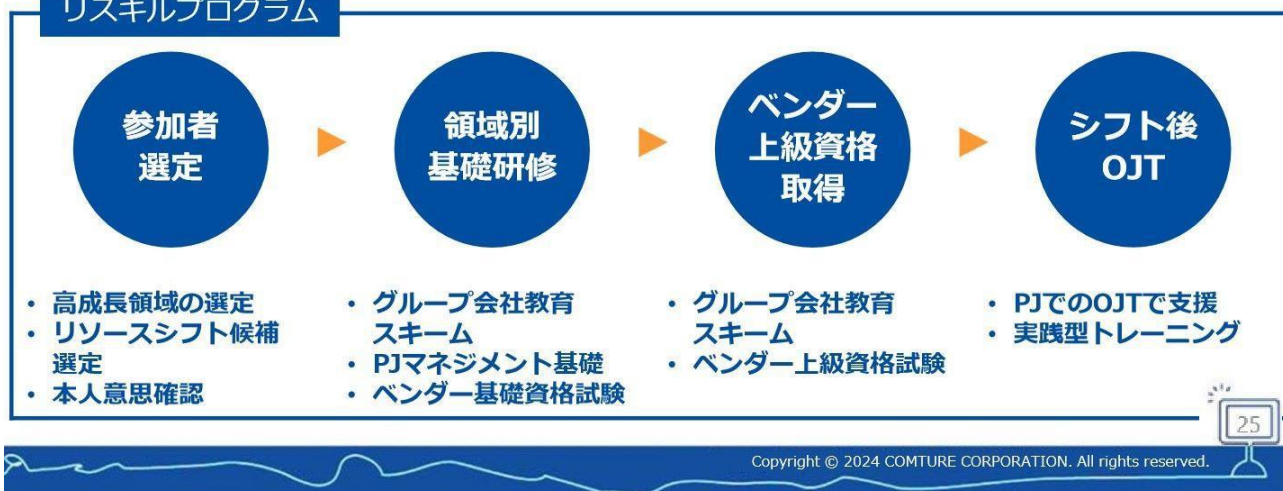 リスキルプログラム
参加者
選定
領域別
基礎研修
ベンダー
上級資格
取得
シフト後
OJT
• 高成長領域の選定
• リソースシフト候補
選定
• 本人意思確認
• グループ会社教育
スキーム
• PJマネジメント基礎
• ベンダー基礎資格試験
• グループ会社教育
スキーム
• ベンダー上級資格試験
• PJでのOJTで支援
• 実践型トレーニング
25
Copyright © 2024 COMTURE CORPORATION. All rights reserved.